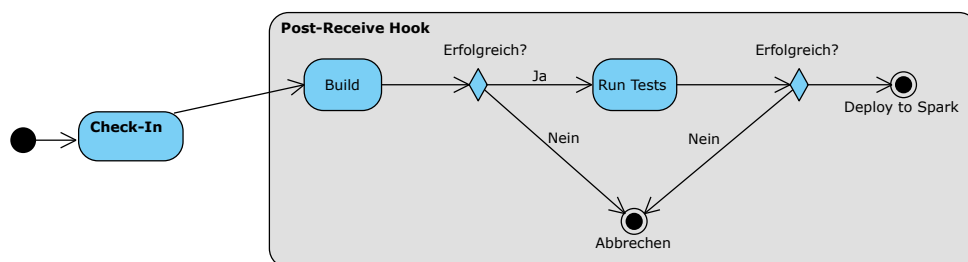 Post-Receive Hook
Erfolgreich?
Erfolgreich?
Build
Ja
Run Tests
Deploy to Spark
Check-In
Nein
Nein
Abbrechen